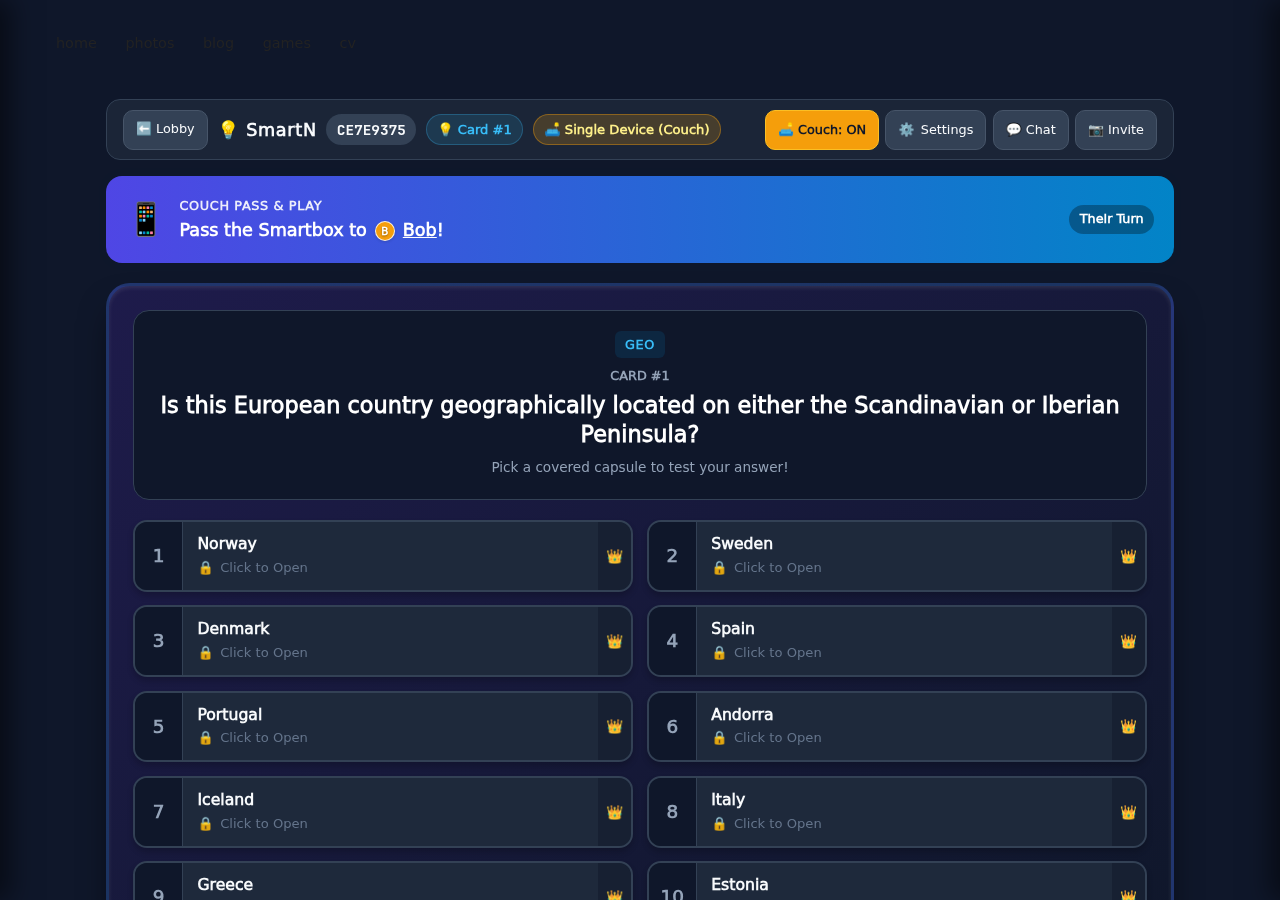 home photos blog games cv
⬅️ Lobby 💡 SmartN CE7E9375 💡 Card #1 🛋️ Single Device (Couch) 🛋️ Couch: ON ⚙️ Settings 💬 Chat 📷 Invite
COUCH PASS & PLAY
Pass the Smartbox to B Bob!
Their Turn
GEO
CARD #1
Is this European country geographically located on either the Scandinavian or Iberian
Peninsula?
Pick a covered capsule to test your answer!
1 Norway
🔒 Click to Open
2 Sweden
🔒 Click to Open
3 Denmark
🔒 Click to Open
4 Spain
🔒 Click to Open
5 Portugal
🔒 Click to Open
6 Andorra
🔒 Click to Open
7 Iceland
🔒 Click to Open
8 Italy
🔒 Click to Open
9 Greece
10 Estonia